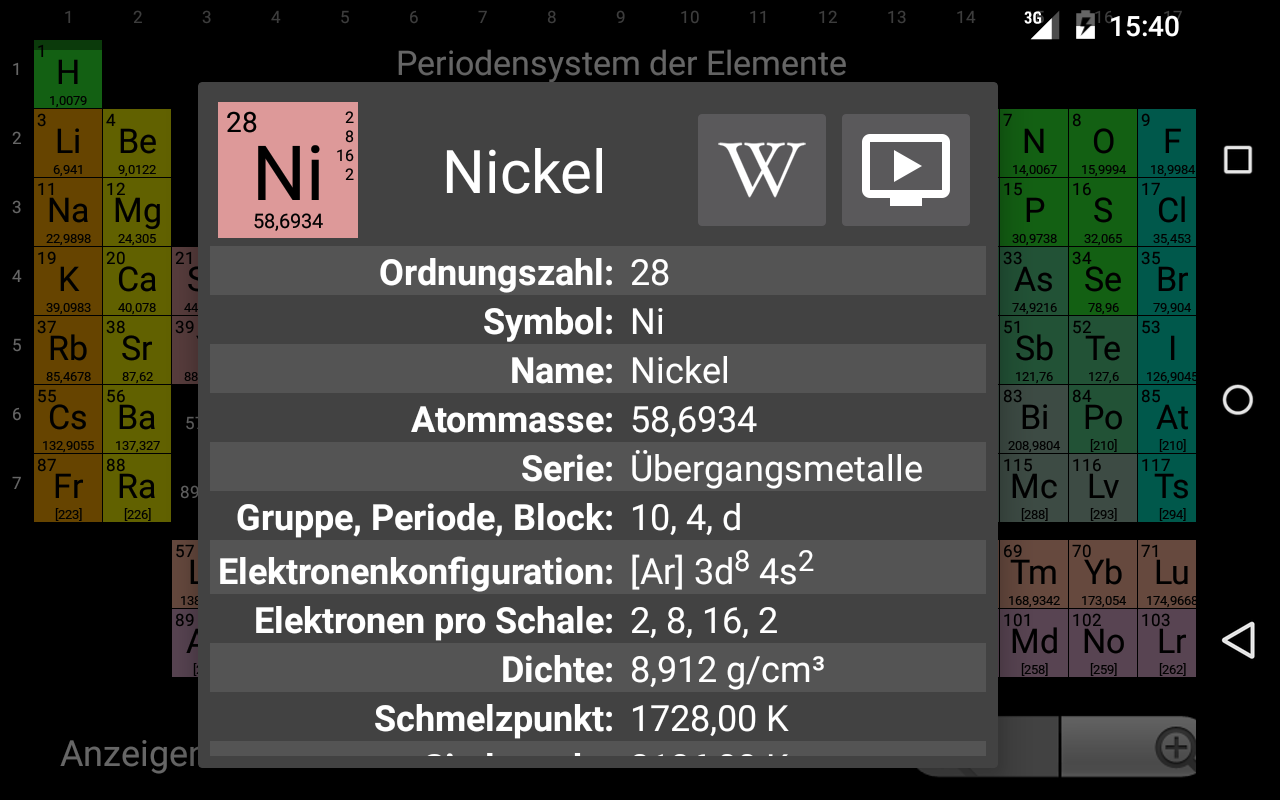 1 2 3 4 5 6 7 8 9 10 11 12 13 14 16 17
3G 15:40
Periodensystem der Elemente
1 1 H 1,0079
2 3 Li 6,941 4 Be 9,0122 7 N 14,0067 8 O 15,9994 9 F 18,9984
3 11 Na 22,9898 12 Mg 24,305 15 P 30,9738 16 S 32,065 17 Cl 35,453
4 19 K 39,0983 20 Ca 40,078 21 33 As 74,9216 34 Se 78,96 35 Br 79,904
5 37 Rb 85,4678 38 Sr 87,62 39 51 Sb 121,76 52 Te 127,6 53 I 126,9045
6 55 Cs 132,9055 56 Ba 137,327 57 83 Bi 208,9804 84 Po [210] 85 At [210]
7 87 Fr [223] 88 Ra [226] 89 115 Mc [288] 116 Lv [293] 117 Ts [294]
57 69 Tm 168,9342 70 Yb 173,054 71 Lu 174,9668
89 101 Md [258] 102 No [259] 103 Lr [262]
28 Ni 58,6934
2
8
16
2
Nickel
W
Ordnungszahl: 28
Symbol: Ni
Name: Nickel
Atommasse: 58,6934
Serie: Übergangsmetalle
Gruppe, Periode, Block: 10, 4, d
Elektronenkonfiguration: [Ar] 3d⁸ 4s²
Elektronen pro Schale: 2, 8, 16, 2
Dichte: 8,912 g/cm³
Schmelzpunkt: 1728,00 K
Anzeigen